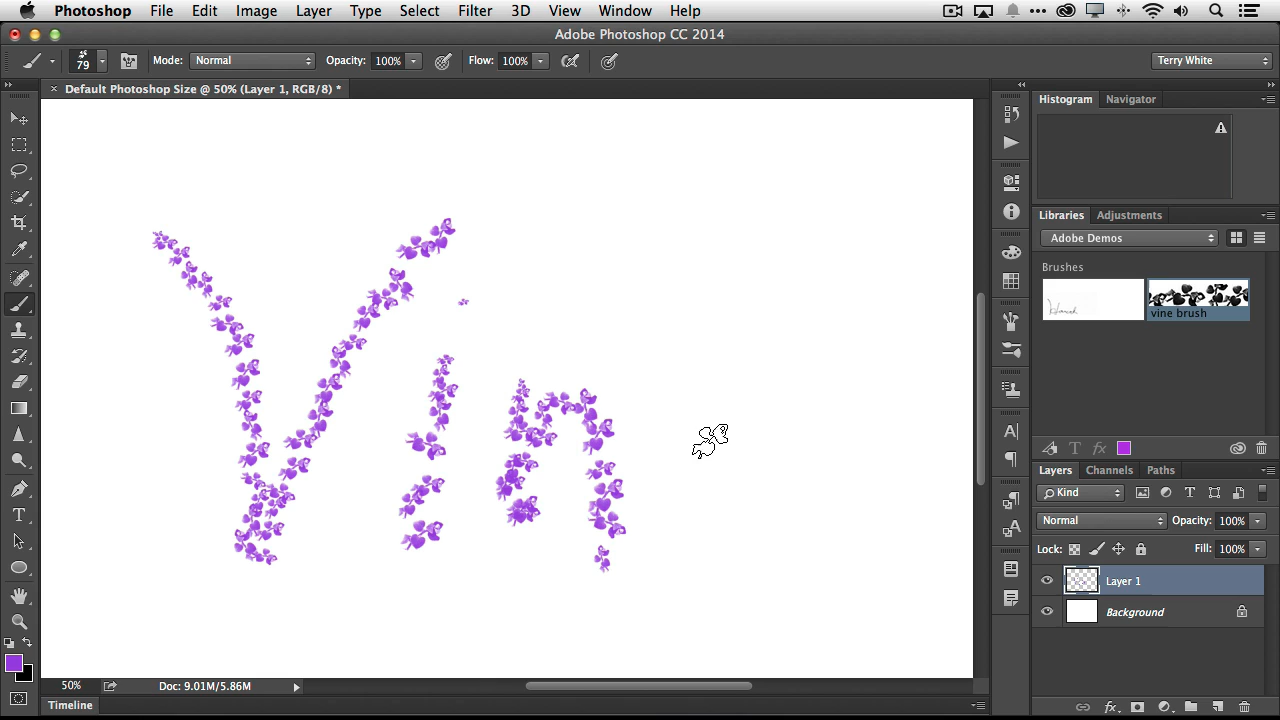 Photoshop File Edit Image Layer Type Select Filter 3D View Window Help
Adobe Photoshop CC 2014
79 Mode: Normal Opacity: 100% Flow: 100% Terry White
× Default Photoshop Size @ 50% (Layer 1, RGB/8) *
Histogram Navigator
Libraries Adjustments
Adobe Demos
Brushes
vine brush
Vin
Layers Channels Paths
Kind
Normal Opacity: 100%
Lock: Fill: 100%
Layer 1
Background
50% Doc: 9.01M/5.86M
Timeline